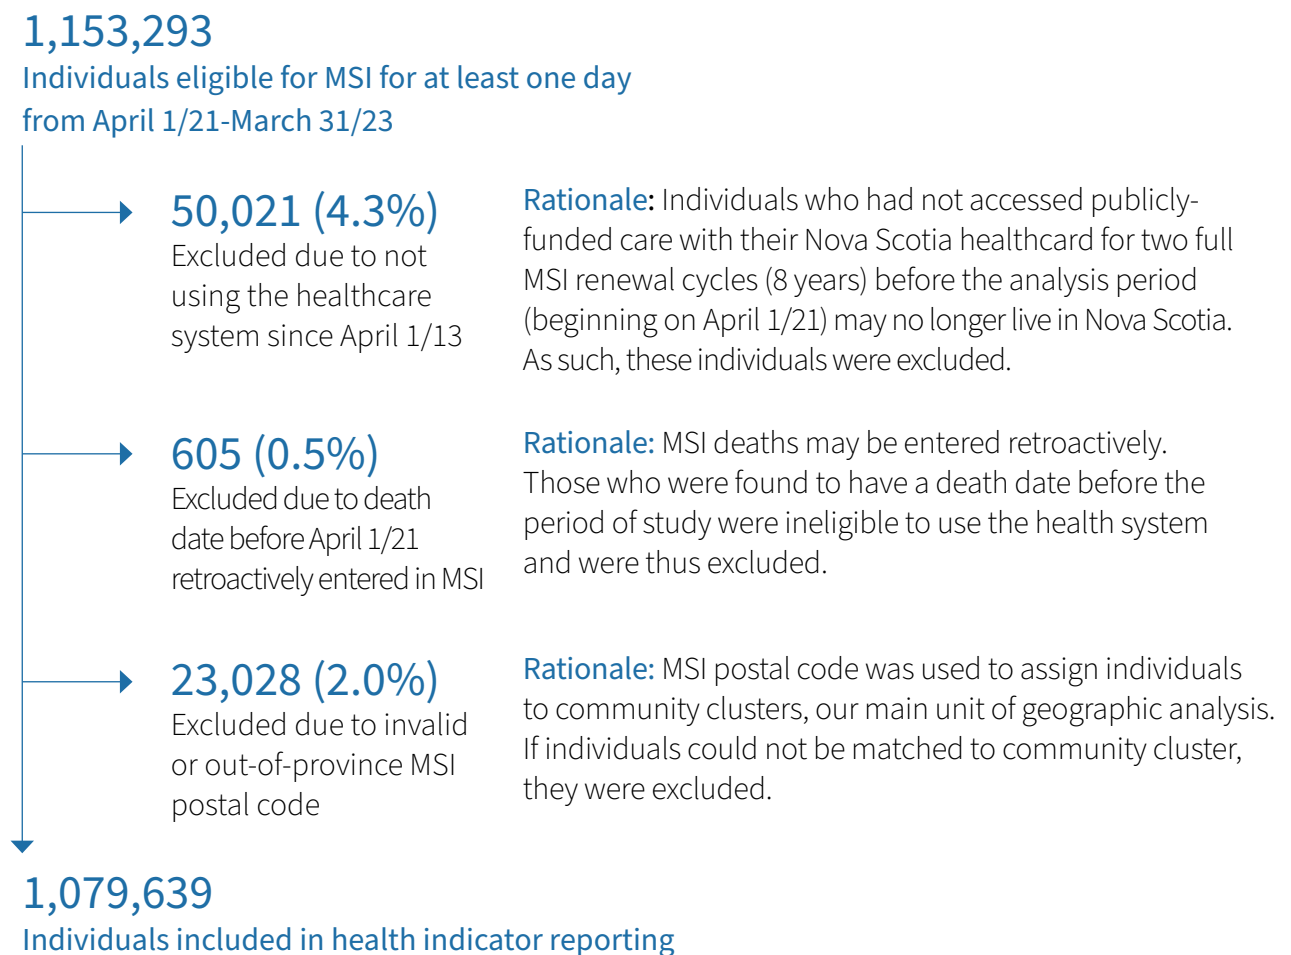 1,153,293
Individuals eligible for MSI for at least one day
from April 1/21-March 31/23
50,021 (4.3%)
Excluded due to not
using the healthcare
system since April 1/13
Rationale: Individuals who had not accessed publicly-
funded care with their Nova Scotia healthcard for two full
MSI renewal cycles (8 years) before the analysis period
(beginning on April 1/21) may no longer live in Nova Scotia.
As such, these individuals were excluded.
605 (0.5%)
Excluded due to death
date before April 1/21
retroactively entered in MSI
Rationale: MSI deaths may be entered retroactively.
Those who were found to have a death date before the
period of study were ineligible to use the health system
and were thus excluded.
23,028 (2.0%)
Excluded due to invalid
or out-of-province MSI
postal code
Rationale: MSI postal code was used to assign individuals
to community clusters, our main unit of geographic analysis.
If individuals could not be matched to community cluster,
they were excluded.
1,079,639
Individuals included in health indicator reporting